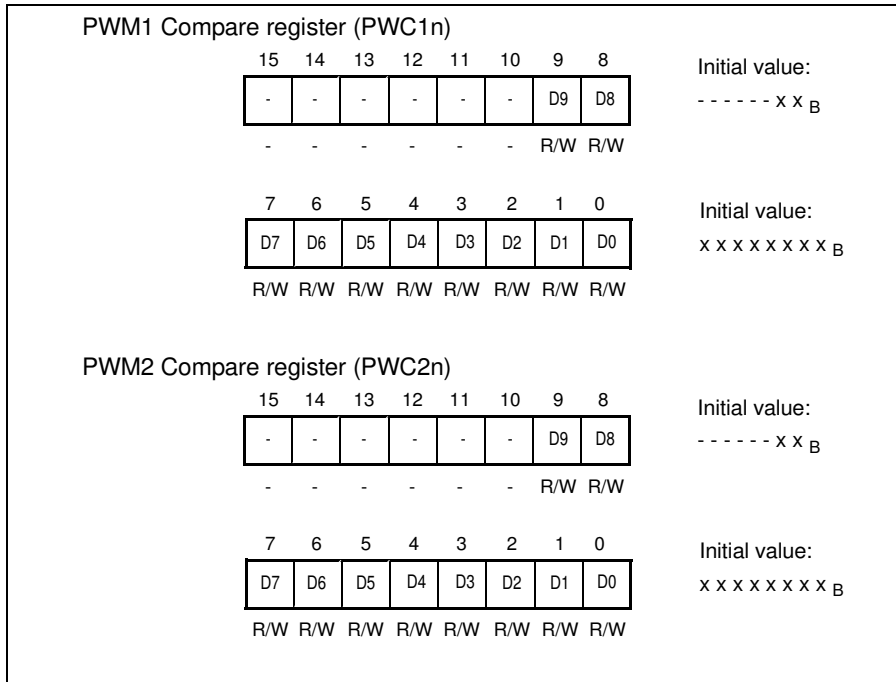 PWM1 Compare register (PWC1n)
15 14 13 12 11 10 9 8
Initial value:
- - - - - - D9 D8
- - - - - - x x B
- - - - - - R/W R/W
7 6 5 4 3 2 1 0
Initial value:
D7 D6 D5 D4 D3 D2 D1 D0
x x x x x x x x B
R/W R/W R/W R/W R/W R/W R/W R/W
PWM2 Compare register (PWC2n)
15 14 13 12 11 10 9 8
Initial value:
- - - - - - D9 D8
- - - - - - x x B
- - - - - - R/W R/W
7 6 5 4 3 2 1 0
Initial value:
D7 D6 D5 D4 D3 D2 D1 D0
x x x x x x x x B
R/W R/W R/W R/W R/W R/W R/W R/W